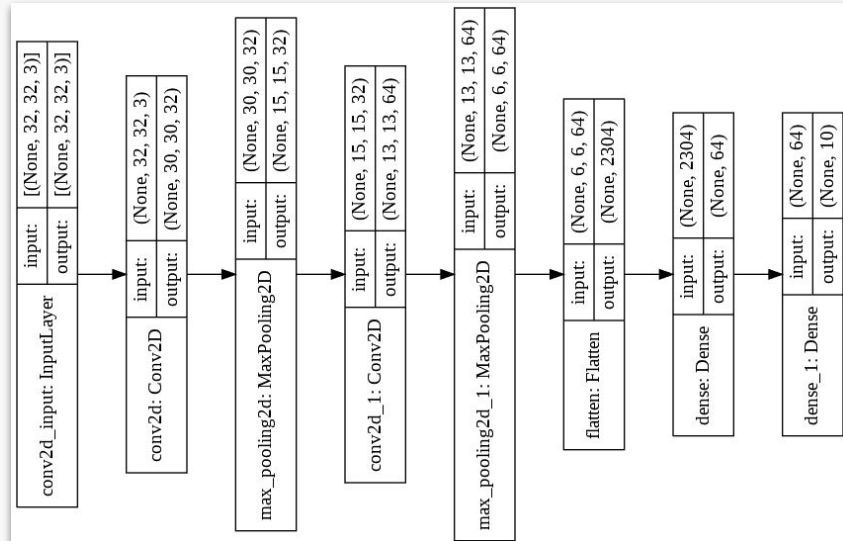 conv2d_input: InputLayer
input:
[(None, 32, 32, 3)]
output:
[(None, 32, 32, 3)]
conv2d: Conv2D
input:
(None, 32, 32, 3)
output:
(None, 30, 30, 32)
max_pooling2d: MaxPooling2D
input:
(None, 30, 30, 32)
output:
(None, 15, 15, 32)
conv2d_1: Conv2D
input:
(None, 15, 15, 32)
output:
(None, 13, 13, 64)
max_pooling2d_1: MaxPooling2D
input:
(None, 13, 13, 64)
output:
(None, 6, 6, 64)
flatten: Flatten
input:
(None, 6, 6, 64)
output:
(None, 2304)
dense: Dense
input:
(None, 2304)
output:
(None, 64)
dense_1: Dense
input:
(None, 64)
output:
(None, 10)